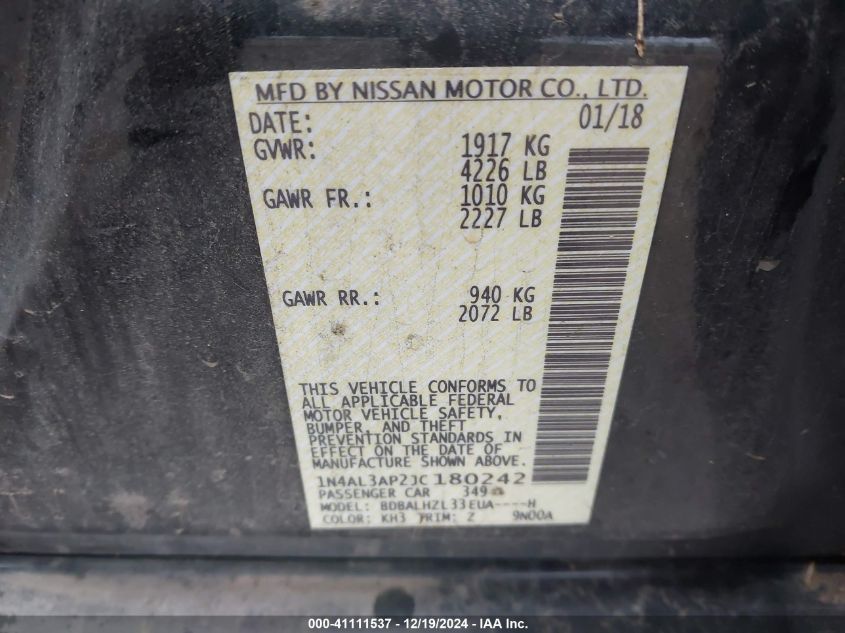 MFD BY NISSAN MOTOR CO., LTD.
DATE: 01/18
GVWR: 1917 KG
4226 LB
GAWR FR.: 1010 KG
2227 LB
GAWR RR.: 940 KG
2072 LB
THIS VEHICLE CONFORMS TO
ALL APPLICABLE FEDERAL
MOTOR VEHICLE SAFETY,
BUMPER, AND THEFT
PREVENTION STANDARDS IN
EFFECT ON THE DATE OF
MANUFACTURE SHOWN ABOVE.
1N4AL3AP2JC180242
PASSENGER CAR 349
MODEL: BDBALHZL33EUA----H
COLOR: KH3 TRIM: Z 9N00A
000-41111537 - 12/19/2024 - IAA Inc.